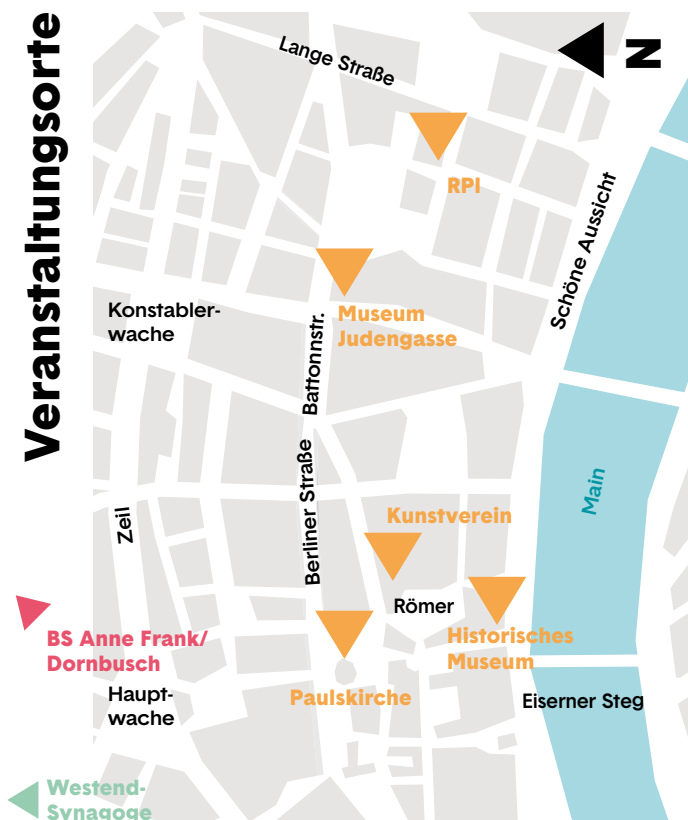 Veranstaltungsorte
N
Lange Straße
RPI
Schöne Aussicht
Konstabler-
wache
Museum
Judengasse
Battonnstr.
Main
Berliner Straße
Zeil
Kunstverein
Römer
BS Anne Frank/
Dornbusch
Historisches
Museum
Haupt-
wache
Paulskirche
Eiserner Steg
Westend-
Synagoge